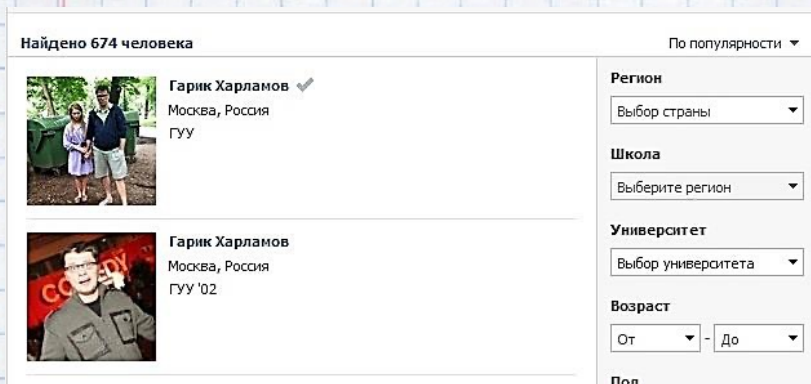 Найдено 674 человека
По популярности
Гарик Харламов
Москва, Россия
ГУУ
Гарик Харламов
Москва, Россия
ГУУ '02
COMEDY
Регион
Выбор страны
Школа
Выберите регион
Университет
Выбор университета
Возраст
От - До
Пол